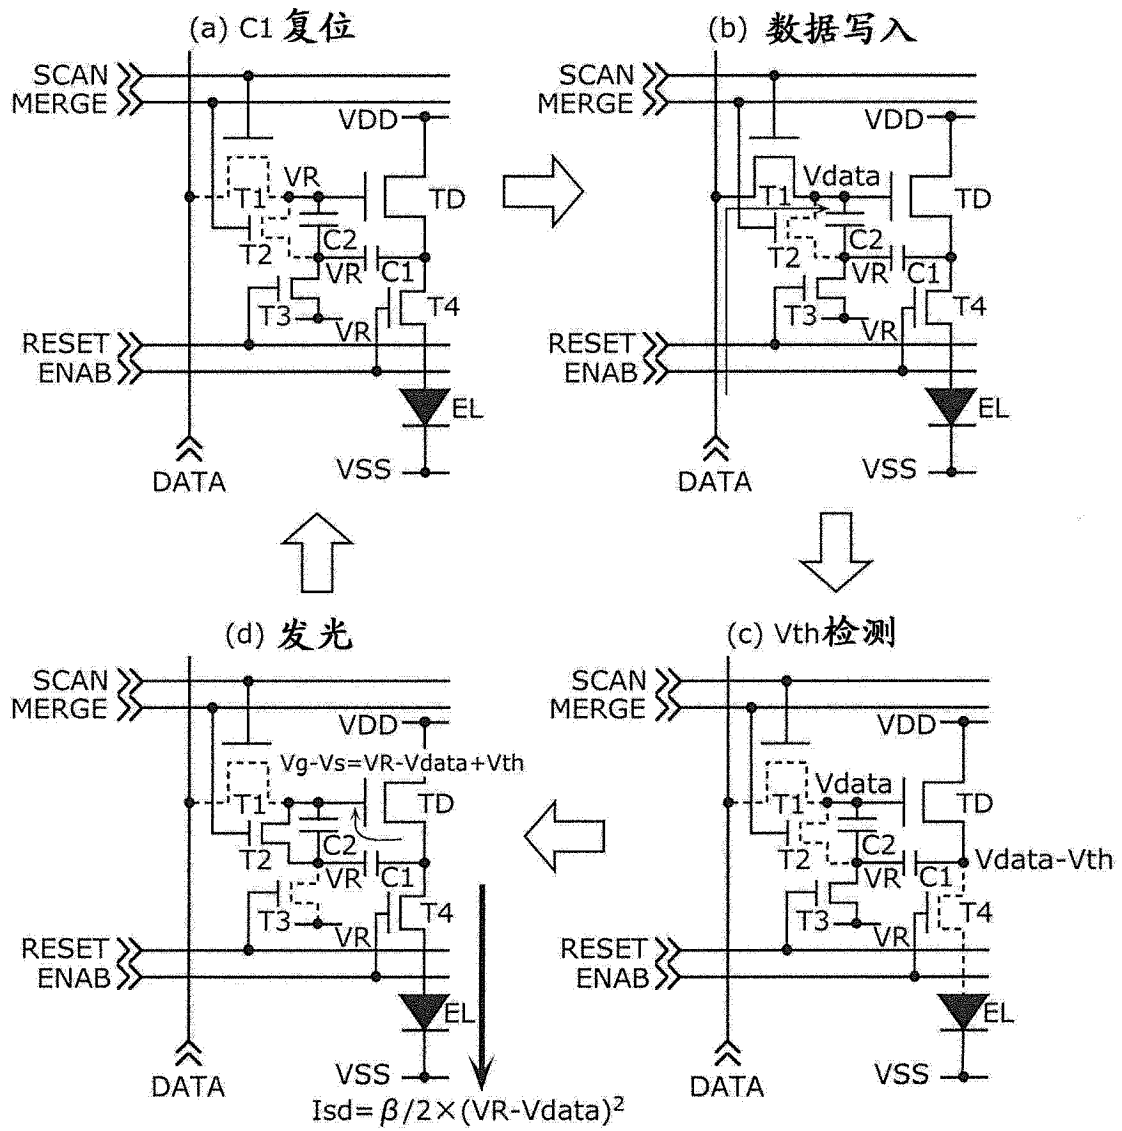 (a) C1 复位
SCAN
MERGE
VDD
VR
T1
TD
T2
C2
VR
C1
T3
T4
VR
RESET
ENAB
EL
VSS
DATA
(b) 数据写入
SCAN
MERGE
VDD
Vdata
T1
TD
T2
C2
VR
C1
T3
T4
VR
RESET
ENAB
EL
VSS
DATA
(c) Vth检测
SCAN
MERGE
VDD
Vdata
T1
TD
T2
C2
Vdata-Vth
VR
C1
T3
T4
VR
RESET
ENAB
EL
VSS
DATA
(d) 发光
SCAN
MERGE
VDD
Vg-Vs=VR-Vdata+Vth
T1
TD
T2
C2
VR
C1
T3
T4
VR
RESET
ENAB
EL
VSS
DATA
Isd=β/2×(VR-Vdata)²